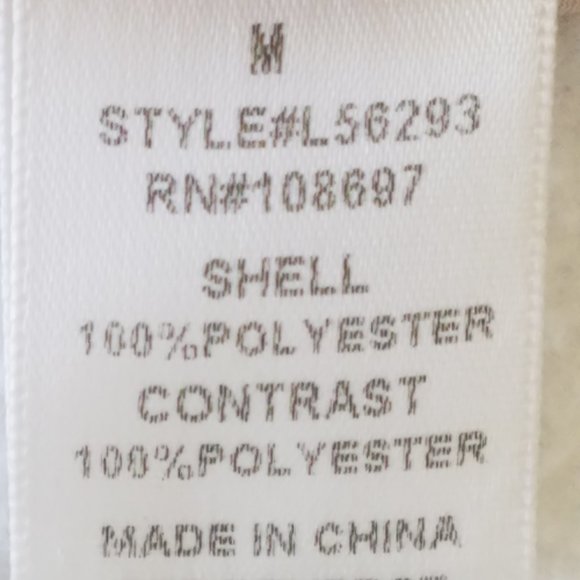 M
STYLE#L56293
RN#108697
SHELL
100%POLYESTER
CONTRAST
100%POLYESTER
MADE IN CHINA